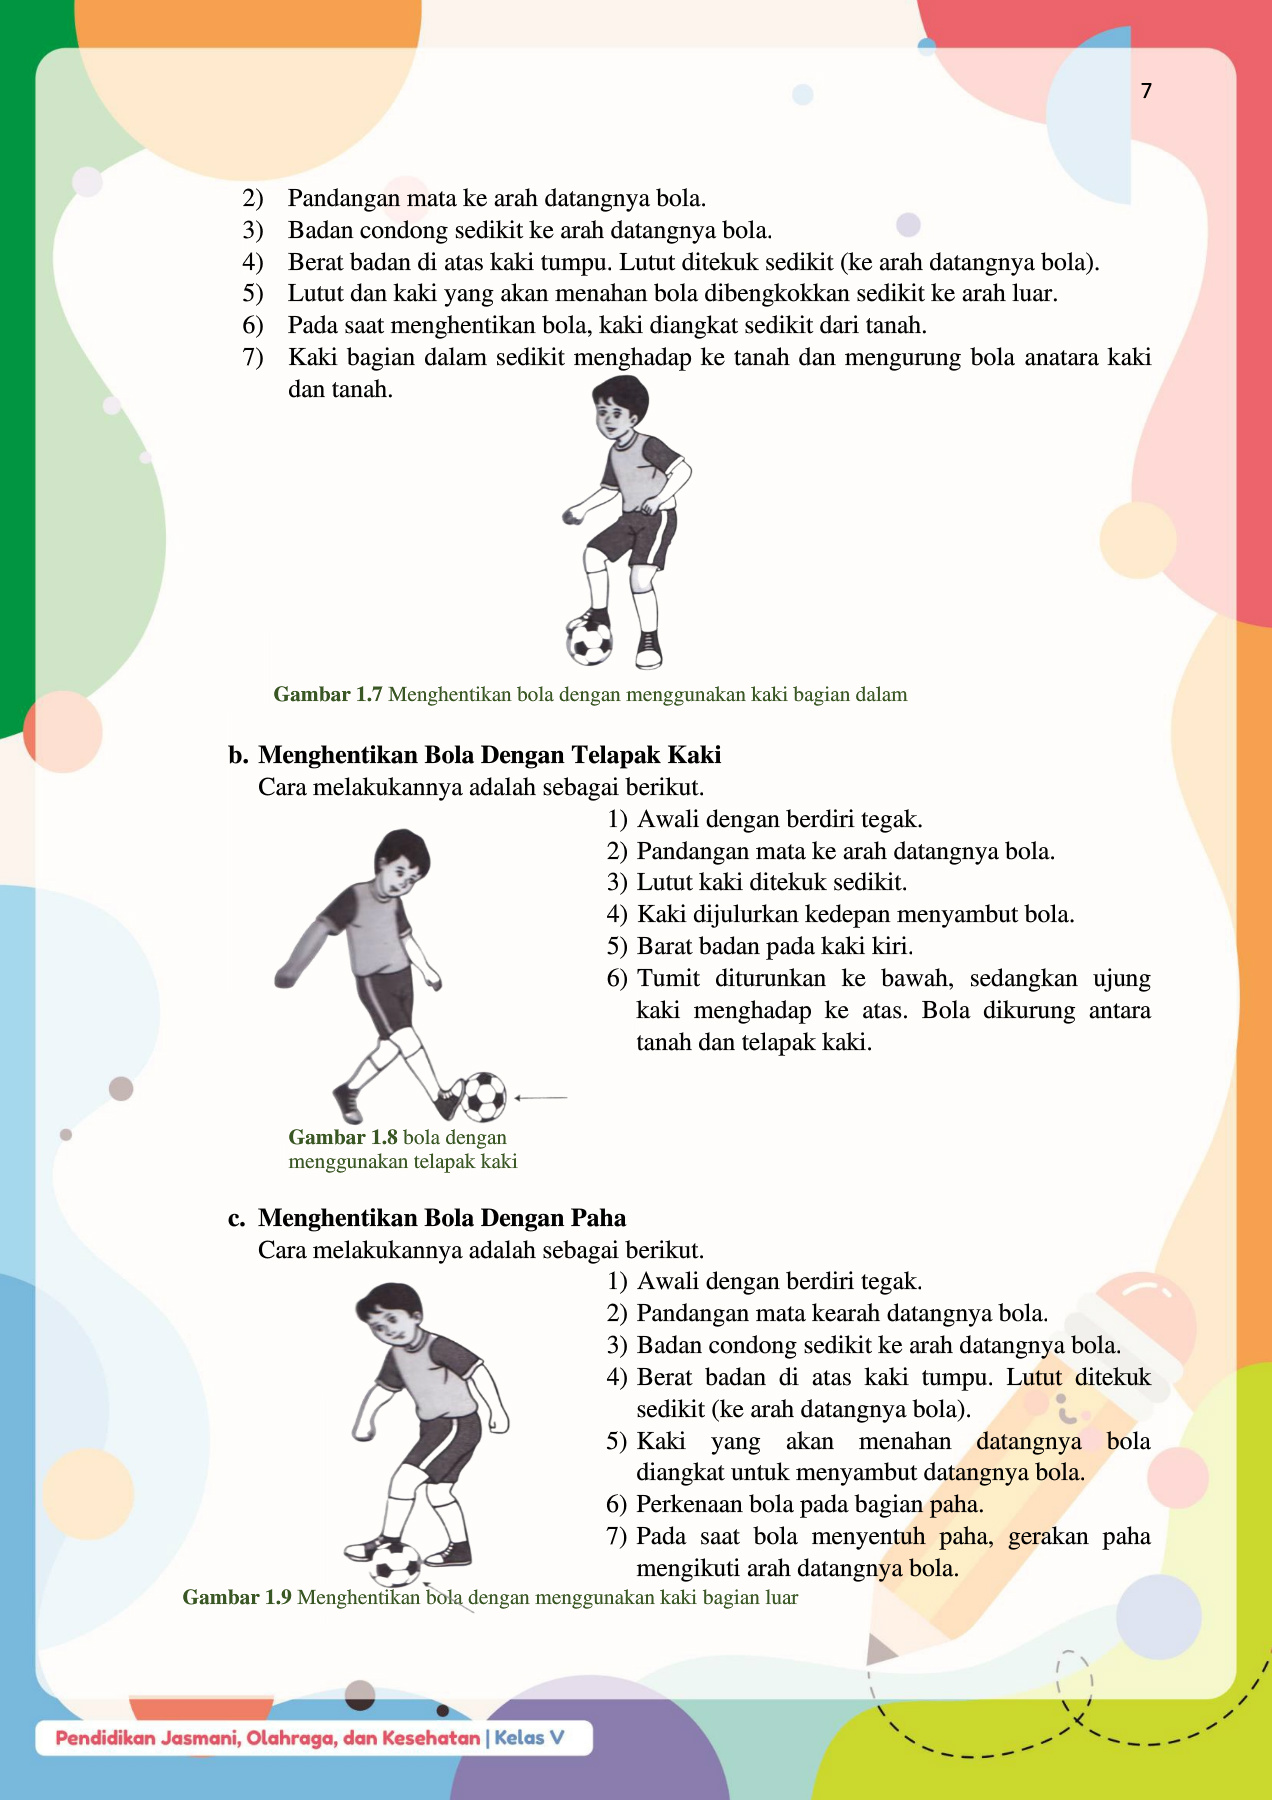 7
2) Pandangan mata ke arah datangnya bola.
3) Badan condong sedikit ke arah datangnya bola.
4) Berat badan di atas kaki tumpu. Lutut ditekuk sedikit (ke arah datangnya bola).
5) Lutut dan kaki yang akan menahan bola dibengkokkan sedikit ke arah luar.
6) Pada saat menghentikan bola, kaki diangkat sedikit dari tanah.
7) Kaki bagian dalam sedikit menghadap ke tanah dan mengurung bola anatara kaki
dan tanah.
Gambar 1.7 Menghentikan bola dengan menggunakan kaki bagian dalam
b. Menghentikan Bola Dengan Telapak Kaki
Cara melakukannya adalah sebagai berikut.
1) Awali dengan berdiri tegak.
2) Pandangan mata ke arah datangnya bola.
3) Lutut kaki ditekuk sedikit.
4) Kaki dijulurkan kedepan menyambut bola.
5) Barat badan pada kaki kiri.
6) Tumit diturunkan ke bawah, sedangkan ujung
kaki menghadap ke atas. Bola dikurung antara
tanah dan telapak kaki.
Gambar 1.8 bola dengan
menggunakan telapak kaki
c. Menghentikan Bola Dengan Paha
Cara melakukannya adalah sebagai berikut.
1) Awali dengan berdiri tegak.
2) Pandangan mata kearah datangnya bola.
3) Badan condong sedikit ke arah datangnya bola.
4) Berat badan di atas kaki tumpu. Lutut ditekuk
sedikit (ke arah datangnya bola).
5) Kaki yang akan menahan datangnya bola
diangkat untuk menyambut datangnya bola.
6) Perkenaan bola pada bagian paha.
7) Pada saat bola menyentuh paha, gerakan paha
mengikuti arah datangnya bola.
Gambar 1.9 Menghentikan bola dengan menggunakan kaki bagian luar
Pendidikan Jasmani, Olahraga, dan Kesehatan | Kelas V